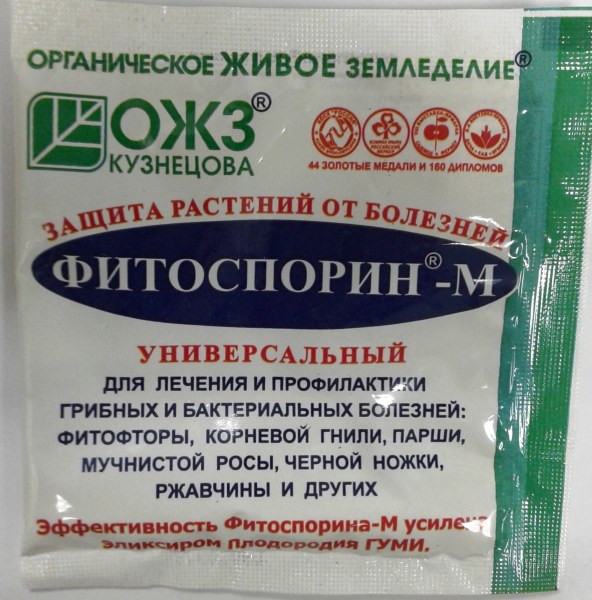 ОРГАНИЧЕСКОЕ ЖИВОЕ ЗЕМЛЕДЕЛИЕ®
ОЖЗ®
КУЗНЕЦОВА
44 ЗОЛОТЫЕ МЕДАЛИ И 160 ДИПЛОМОВ
ЗАЩИТА РАСТЕНИЙ ОТ БОЛЕЗНЕЙ
ФИТОСПОРИН®-М
УНИВЕРСАЛЬНЫЙ
ДЛЯ ЛЕЧЕНИЯ И ПРОФИЛАКТИКИ
ГРИБНЫХ И БАКТЕРИАЛЬНЫХ БОЛЕЗНЕЙ:
ФИТОФТОРЫ, КОРНЕВОЙ ГНИЛИ, ПАРШИ,
МУЧНИСТОЙ РОСЫ, ЧЕРНОЙ НОЖКИ,
РЖАВЧИНЫ И ДРУГИХ
Эффективность Фитоспорина-М усилена
эликсиром плодородия ГУМИ.